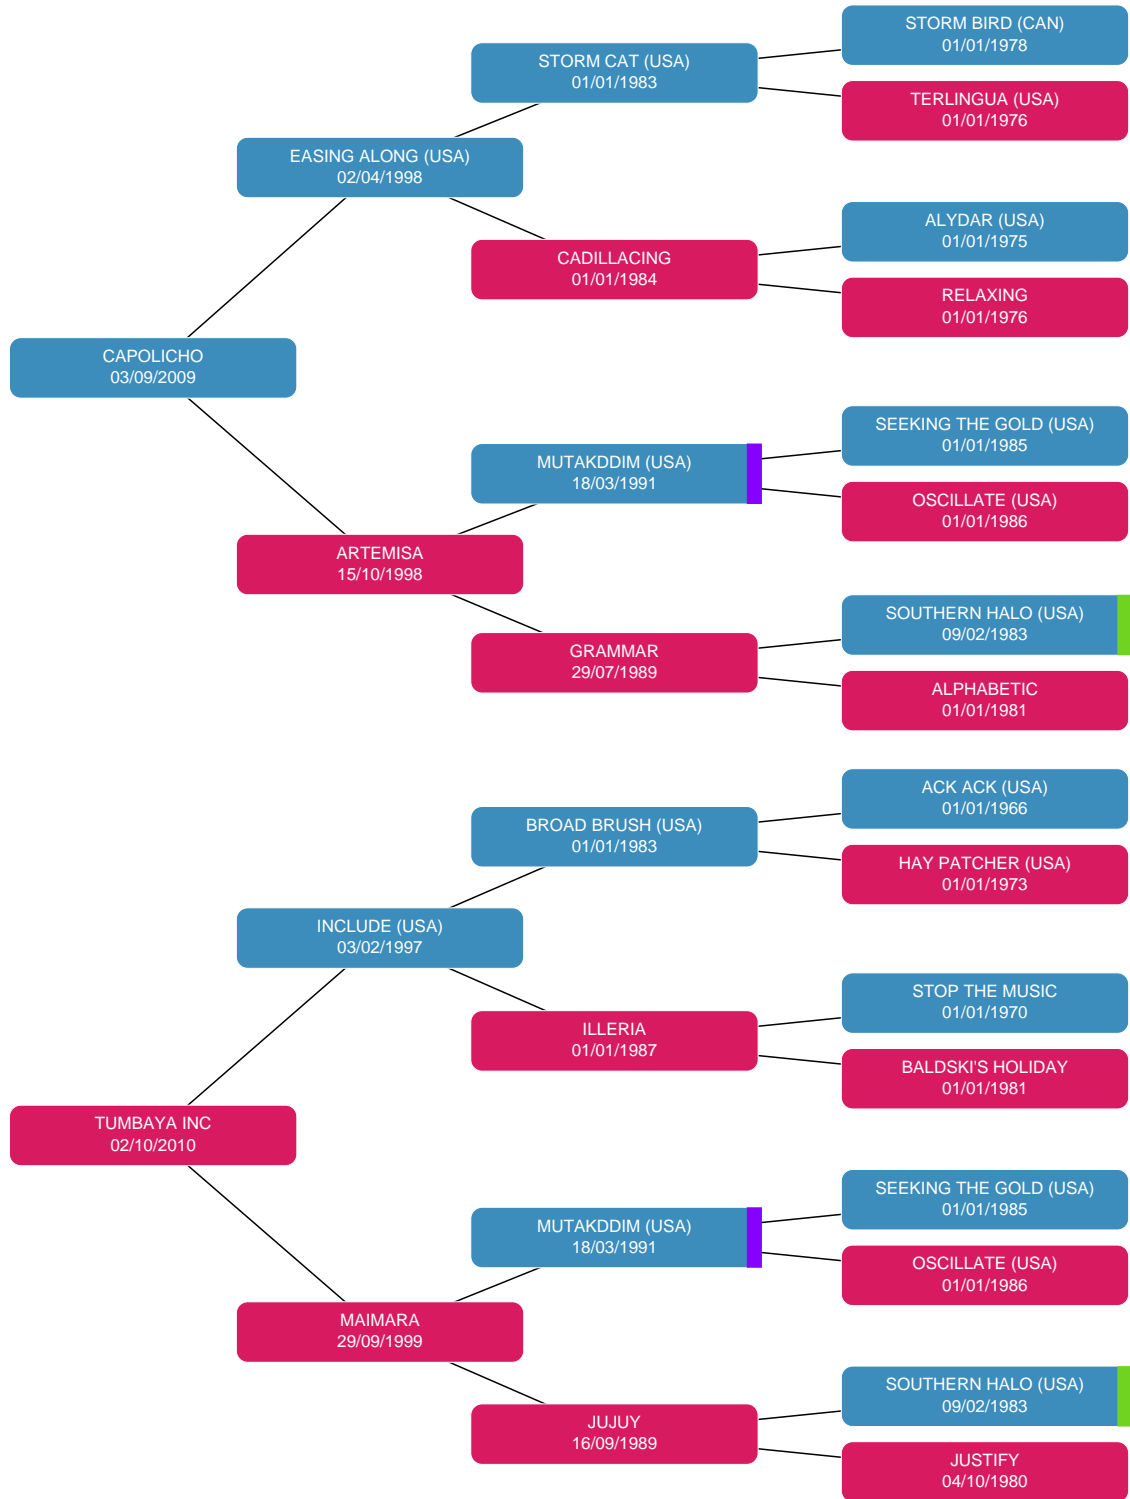 STORM BIRD (CAN)
01/01/1978
STORM CAT (USA)
01/01/1983
TERLINGUA (USA)
01/01/1976
EASING ALONG (USA)
02/04/1998
ALYDAR (USA)
01/01/1975
CADILLACING
01/01/1984
RELAXING
01/01/1976
CAPOLICHO
03/09/2009
SEEKING THE GOLD (USA)
01/01/1985
MUTAKDDIM (USA)
18/03/1991
OSCILLATE (USA)
01/01/1986
ARTEMISA
15/10/1998
SOUTHERN HALO (USA)
09/02/1983
GRAMMAR
29/07/1989
ALPHABETIC
01/01/1981
ACK ACK (USA)
01/01/1966
BROAD BRUSH (USA)
01/01/1983
HAY PATCHER (USA)
01/01/1973
INCLUDE (USA)
03/02/1997
STOP THE MUSIC
01/01/1970
ILLERIA
01/01/1987
BALDSKI'S HOLIDAY
01/01/1981
TUMBAYA INC
02/10/2010
SEEKING THE GOLD (USA)
01/01/1985
MUTAKDDIM (USA)
18/03/1991
OSCILLATE (USA)
01/01/1986
MAIMARA
29/09/1999
SOUTHERN HALO (USA)
09/02/1983
JUJUY
16/09/1989
JUSTIFY
04/10/1980